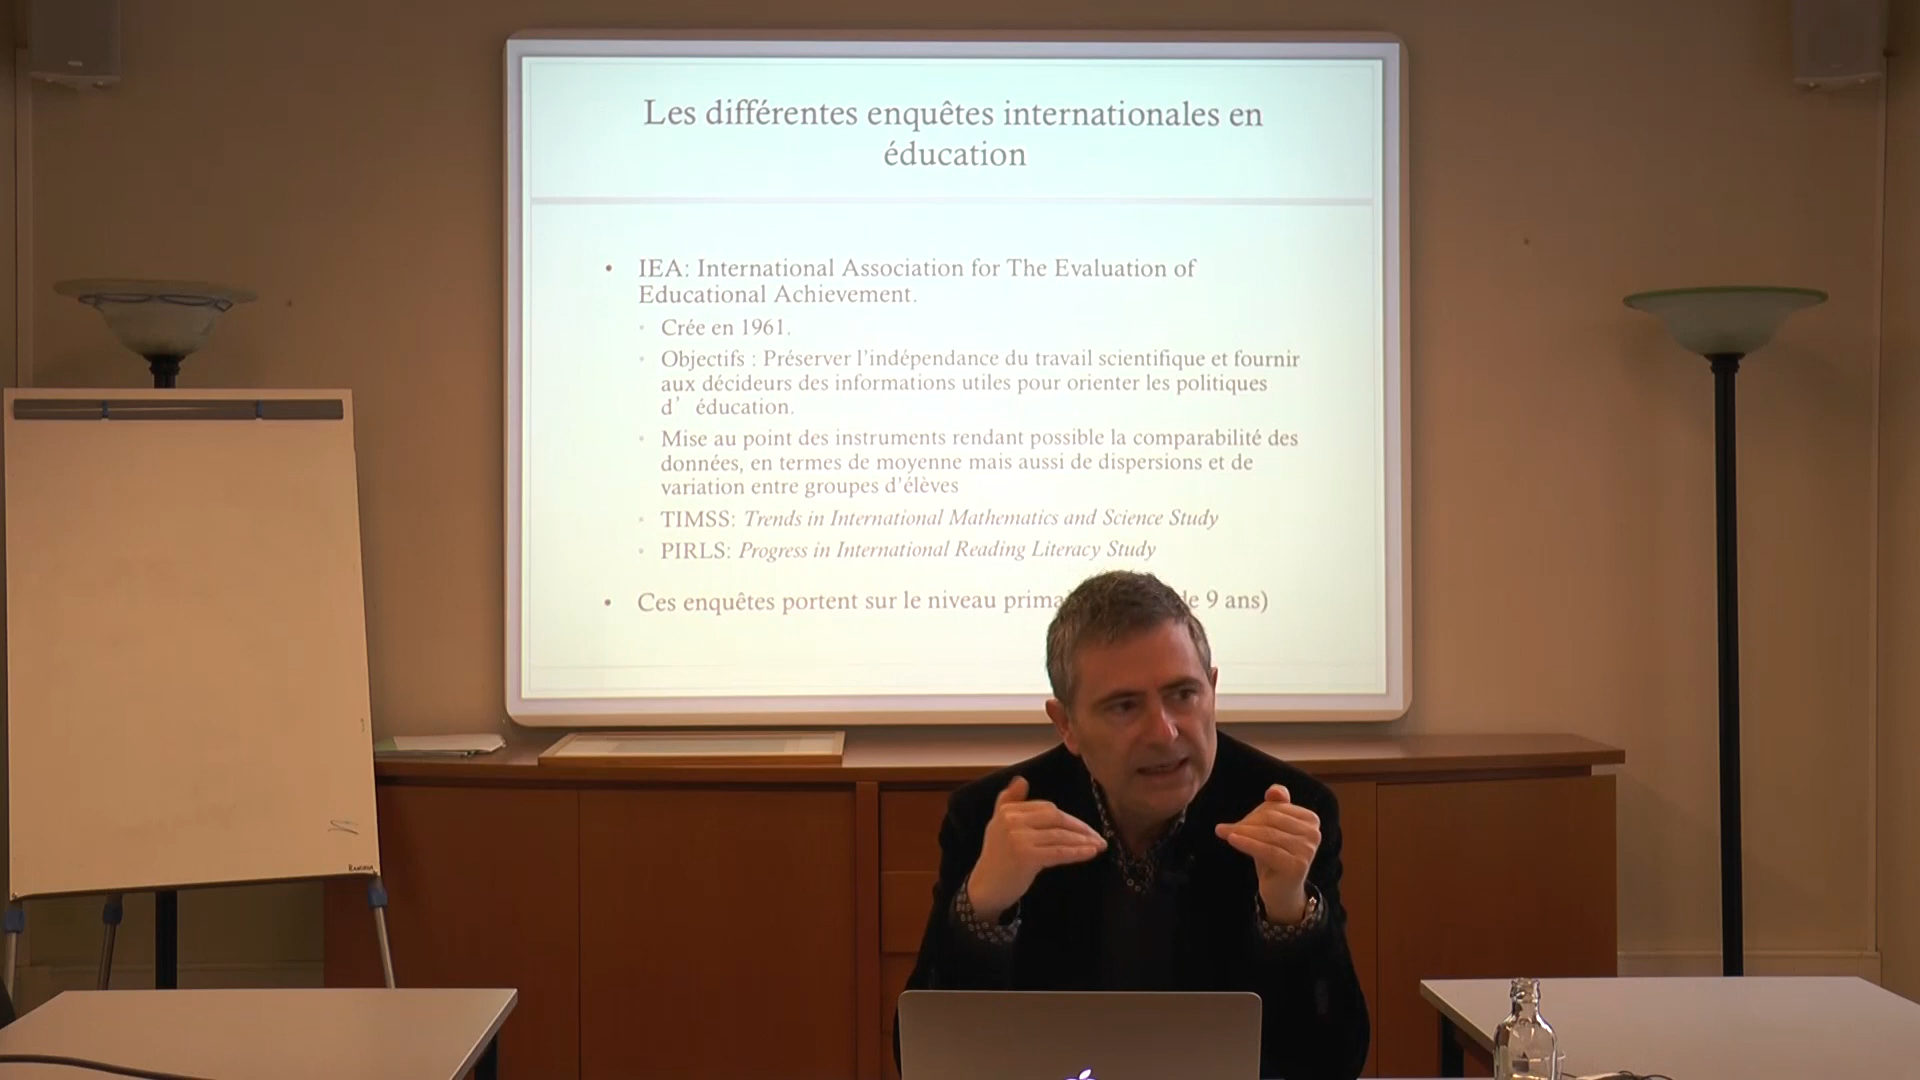 Les différentes enquêtes internationales en
éducation
• IEA: International Association for The Evaluation of
Educational Achievement.
• Crée en 1961.
• Objectifs : Préserver l'indépendance du travail scientifique et fournir
aux décideurs des informations utiles pour orienter les politiques
d' éducation.
• Mise au point des instruments rendant possible la comparabilité des
données, en termes de moyenne mais aussi de dispersions et de
variation entre groupes d'élèves
• TIMSS: Trends in International Mathematics and Science Study
• PIRLS: Progress in International Reading Literacy Study
• Ces enquêtes portent sur le niveau 9 ans)